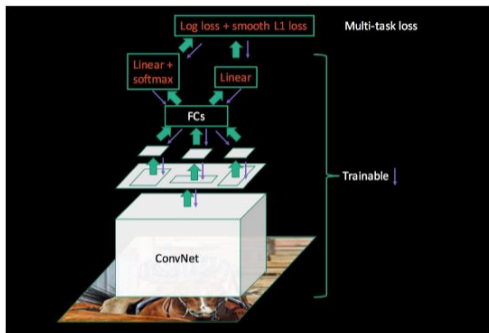 Log loss + smooth L1 loss
Multi-task loss
Linear +
softmax
Linear
FCs
Trainable
ConvNet